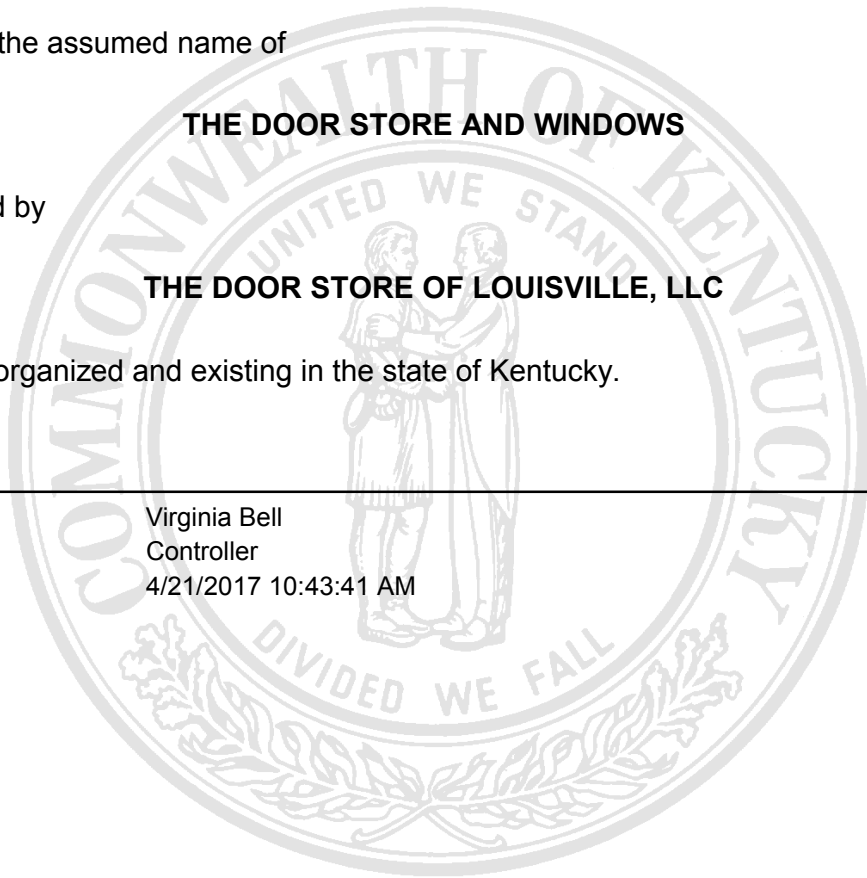 the assumed name of
THE DOOR STORE AND WINDOWS
by
THE DOOR STORE OF LOUISVILLE, LLC
organized and existing in the state of Kentucky.
Virginia Bell
Controller
4/21/2017 10:43:41 AM
COMMONWEALTH OF KENTUCKY
UNITED WE STAND
DIVIDED WE FALL